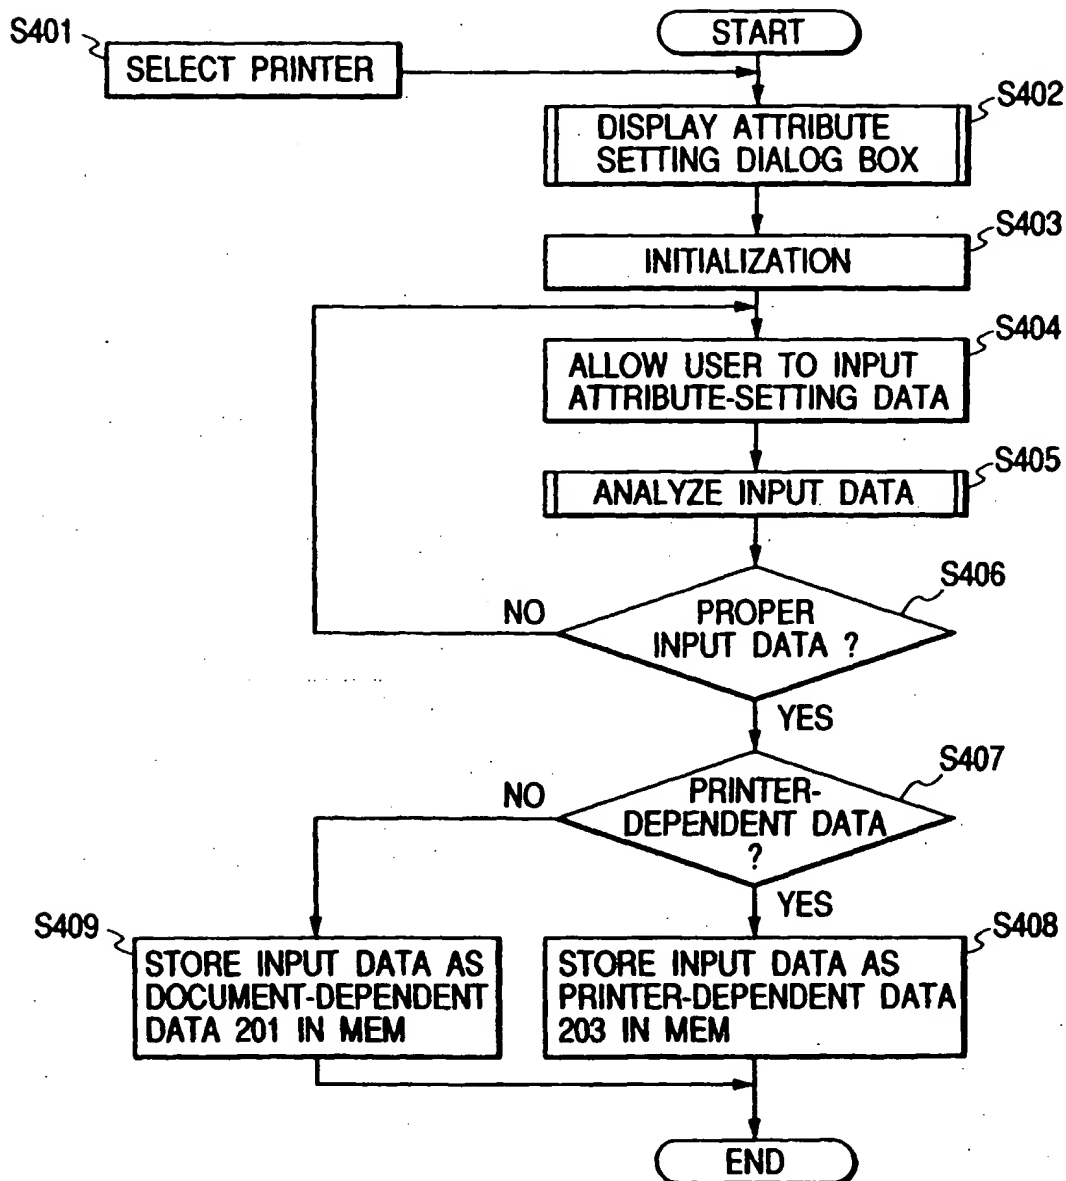 START
S401
SELECT PRINTER
S402
DISPLAY ATTRIBUTE
SETTING DIALOG BOX
S403
INITIALIZATION
S404
ALLOW USER TO INPUT
ATTRIBUTE-SETTING DATA
S405
ANALYZE INPUT DATA
S406
NO
PROPER
INPUT DATA ?
YES
S407
NO
PRINTER-
DEPENDENT DATA
?
YES
S409
STORE INPUT DATA AS
DOCUMENT-DEPENDENT
DATA 201 IN MEM
S408
STORE INPUT DATA AS
PRINTER-DEPENDENT DATA
203 IN MEM
END